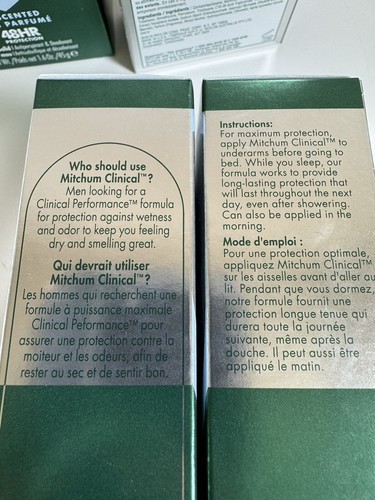 SCENTED
PARFUMÉ
48HR
PROTECTION
Antiperspirant & Deodorant
Ingredients / Ingrédients :
Who should use
Mitchum Clinical™?
Men looking for a
Clinical Performance™ formula
for protection against wetness
and odor to keep you feeling
dry and smelling great.
Qui devrait utiliser
Mitchum Clinical™?
Les hommes qui recherchent une
formule à puissance maximale
Clinical Peformance™ pour
assurer une protection contre la
moiteur et les odeurs; afin de
rester au sec et de sentir bon.
Instructions:
For maximum protection,
apply Mitchum Clinical™ to
underarms before going to
bed. While you sleep, our
formula works to provide
long-lasting protection that
will last throughout the next
day, even after showering.
Can also be applied in the
morning.
Mode d'emploi :
Pour une protection optimale,
appliquez Mitchum Clinical™
sur les aisselles avant d'aller au
lit. Pendant que vous dormez,
notre formule fournit une
protection longue tenue qui
durera toute la journée
suivante, même après la
douche. Il peut aussi être
appliqué le matin.